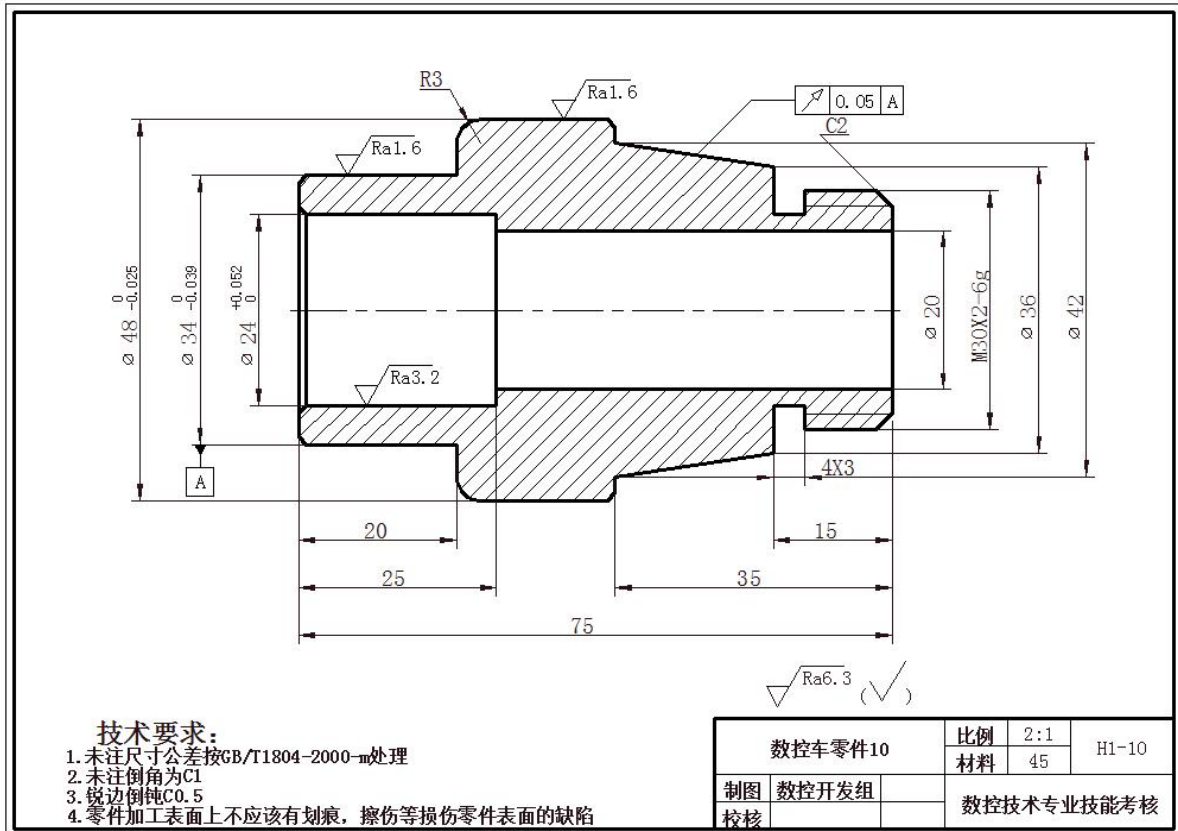 R3
Ra1.6
Ra1.6
0.05 A
C2
ø 48 0 -0.025
ø 34 0 -0.039
ø 24 +0.052 0
Ra3.2
ø 20
M30X2-6g
ø 36
ø 42
4X3
A
20
15
25
35
75
Ra6.3 (√)
技术要求:
1.未注尺寸公差按GB/T1804-2000-m处理
2.未注倒角为C1
3.锐边倒钝C0.5
4.零件加工表面上不应该有划痕，擦伤等损伤零件表面的缺陷
数控车零件10 比例 2:1 H1-10
材料 45
制图 数控开发组 数控技术专业技能考核
校核